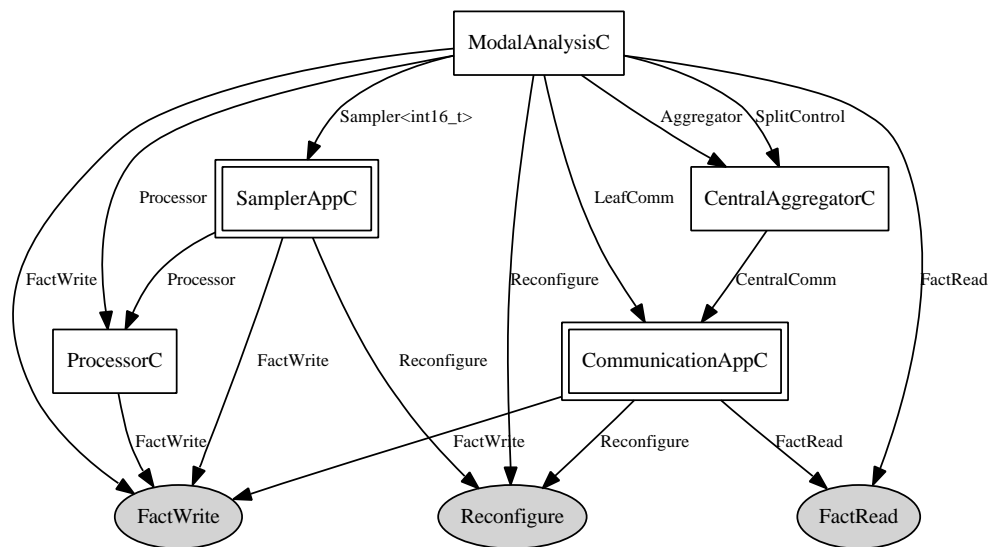 ModalAnalysisC
Sampler<int16_t>
Aggregator
SplitControl
SamplerAppC
CentralAggregatorC
Processor
LeafComm
FactWrite
Processor
Reconfigure
CentralComm
FactRead
ProcessorC
FactWrite
Reconfigure
CommunicationAppC
FactWrite
FactWrite
Reconfigure
FactRead
FactWrite
Reconfigure
FactRead